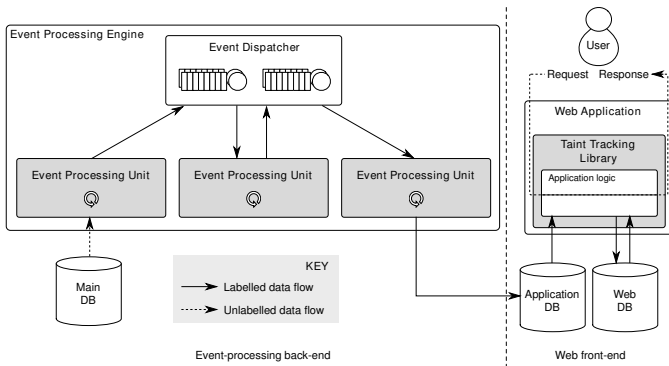 Event Processing Engine
Event Dispatcher
User
Request Response
Web Application
Taint Tracking
Library
Application logic
Event Processing Unit
Event Processing Unit
Event Processing Unit
Main
DB
KEY
Labelled data flow
Unlabelled data flow
Application
DB
Web
DB
Event-processing back-end
Web front-end